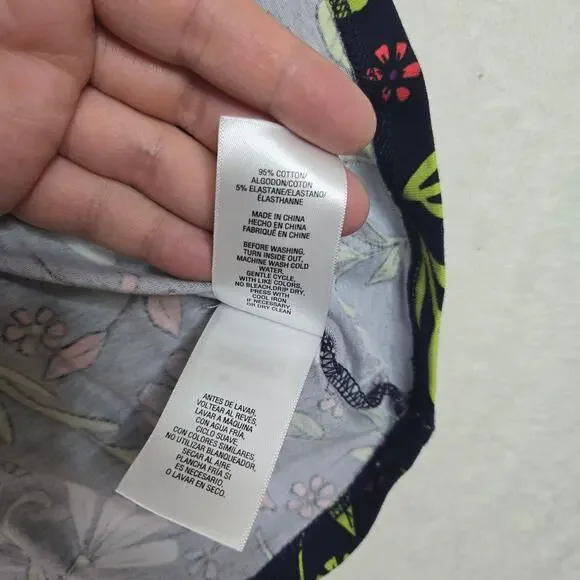 95% COTTON/
ALGODON/COTON
5% ELASTANE/ELASTANO/
ÉLASTHANNE
MADE IN CHINA
HECHO EN CHINA
FABRIQUÉ EN CHINE
BEFORE WASHING,
TURN INSIDE OUT,
MACHINE WASH COLD
WATER,
GENTLE CYCLE,
WITH LIKE COLORS,
NO BLEACH,DRIP DRY,
PRESS WITH
COOL IRON
IF NECESSARY,
OR DRY CLEAN
ANTES DE LAVAR,
VOLTEAR AL REVÉS,
LAVAR A MÁQUINA
CON AGUA FRÍA,
CICLO SUAVE
CON COLORES SIMILARES,
NO UTILIZAR BLANQUEADOR,
SECAR AL AIRE,
PLANCHA FRÍA SI
ES NECESARIO,
O LAVAR EN SECO.